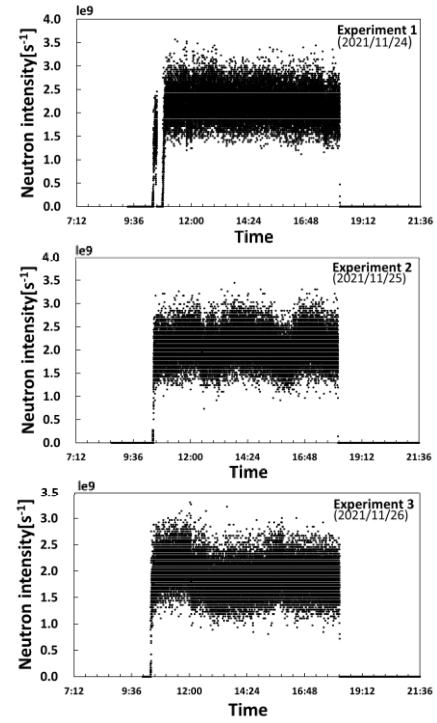 le9
Experiment 1
(2021/11/24)
Neutron intensity[s⁻¹]
4.0
3.5
3.0
2.5
2.0
1.5
1.0
0.5
0.0
7:12 9:36 12:00 14:24 16:48 19:12 21:36
Time
le9
Experiment 2
(2021/11/25)
Neutron intensity[s⁻¹]
4.0
3.5
3.0
2.5
2.0
1.5
1.0
0.5
0.0
7:12 9:36 12:00 14:24 16:48 19:12 21:36
Time
le9
Experiment 3
(2021/11/26)
Neutron intensity[s⁻¹]
3.5
3.0
2.5
2.0
1.5
1.0
0.5
0.0
7:12 9:36 12:00 14:24 16:48 19:12 21:36
Time